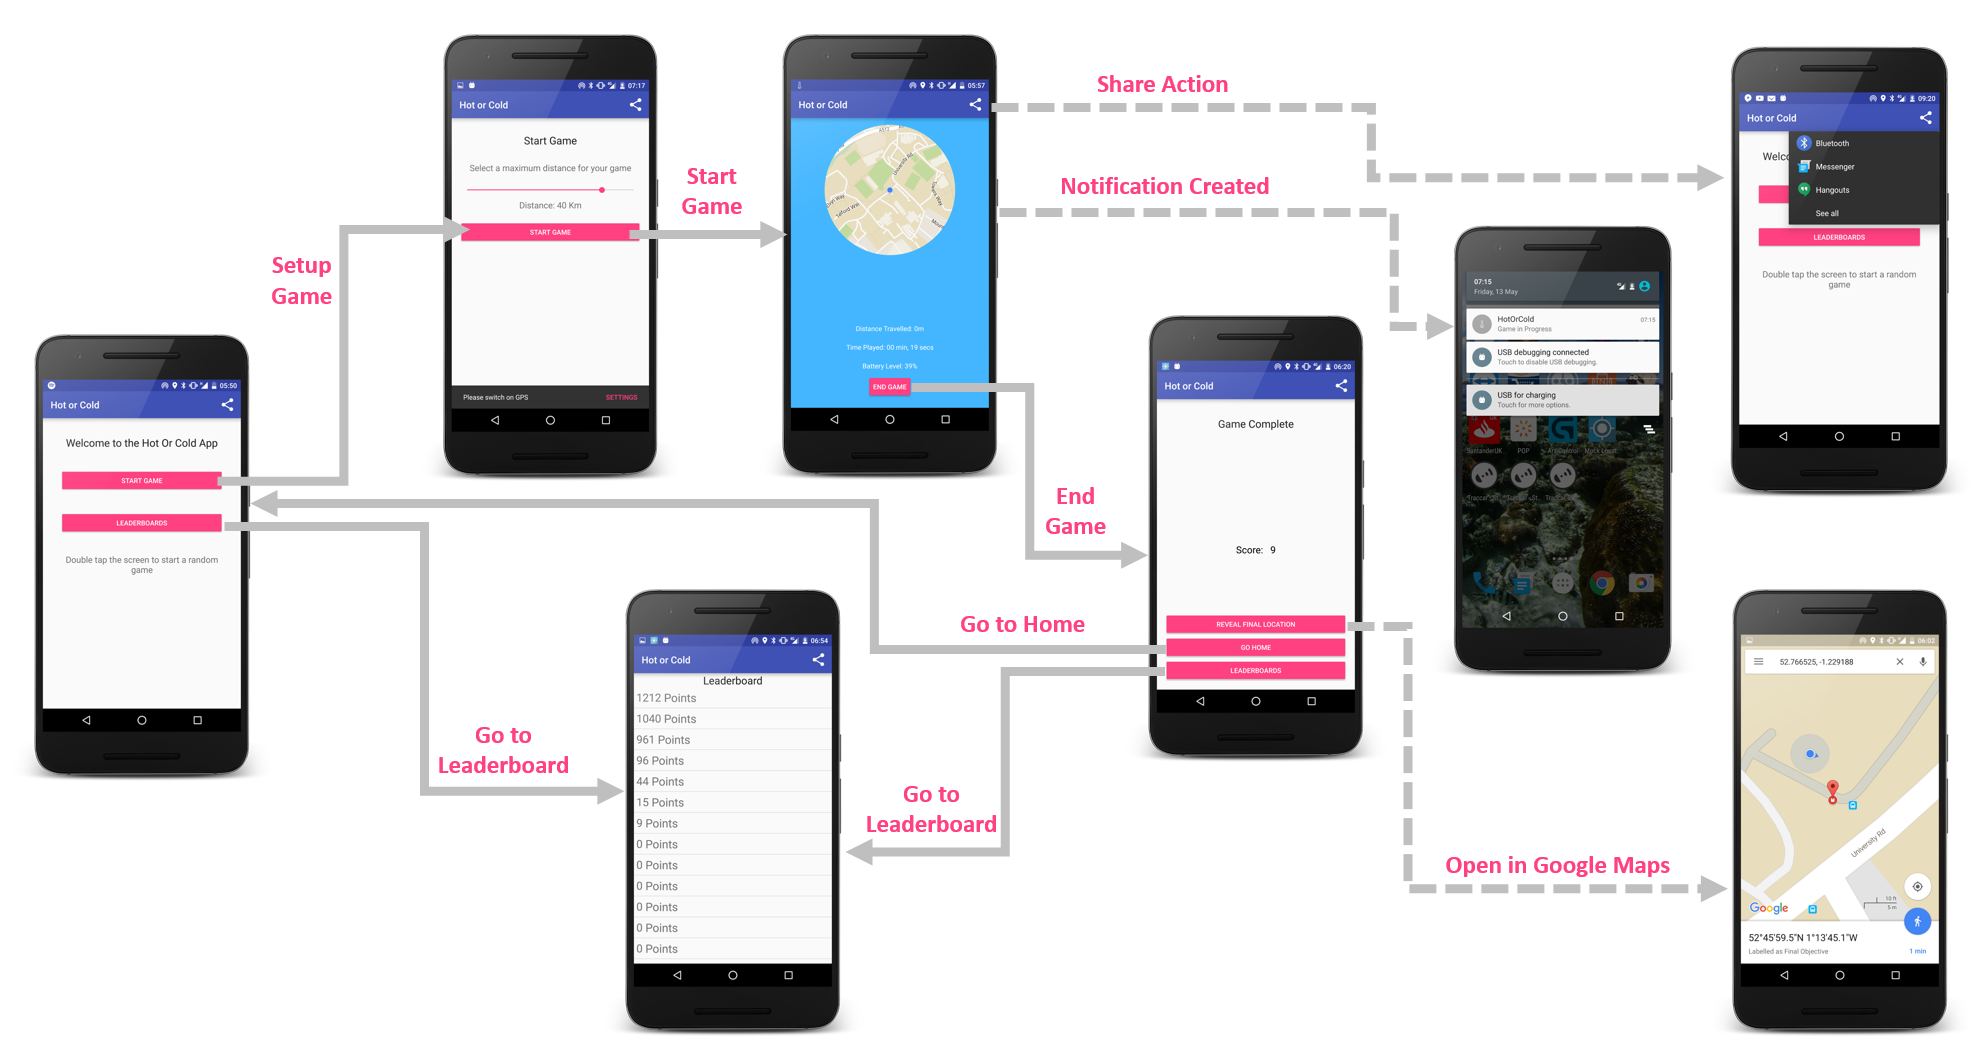 Setup
Game
Start
Game
Share Action
Notification Created
End
Game
Go to Home
Go to
Leaderboard
Go to
Leaderboard
Open in Google Maps
05:50
Hot or Cold
Welcome to the Hot Or Cold App
START GAME
LEADERBOARDS
Double tap the screen to start a random
game
07:17
Hot or Cold
Start Game
Select a maximum distance for your game
Distance: 40 Km
START GAME
Please switch on GPS
SETTINGS
05:57
Hot or Cold
A512
University Rd
Telford Way
Distance Travelled: 0m
Time Played: 00 min, 19 secs
Battery Level: 39%
END GAME
06:54
Hot or Cold
Leaderboard
1212 Points
1040 Points
961 Points
96 Points
44 Points
15 Points
9 Points
0 Points
0 Points
0 Points
0 Points
0 Points
0 Points
06:20
Hot or Cold
Game Complete
Score: 9
REVEAL FINAL LOCATION
GO HOME
LEADERBOARDS
07:15
Friday, 13 May
HotOrCold
07:15
Game in Progress
USB debugging connected
Touch to disable USB debugging.
USB for charging
Touch for more options.
SantanderUK
POP
09:20
Hot or Cold
Bluetooth
Messenger
Hangouts
See all
LEADERBOARDS
Double tap the screen to start a random
game
06:02
52.766525, -1.229188
University Rd
Google
10 ft
5 m
52°45'59.5"N 1°13'45.1"W
Labelled as Final Objective
1 min